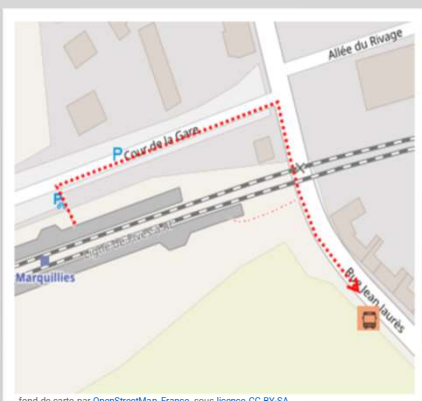 Allée du Rivage
P
Cour de la Gare
P
Marquillies
Rue Jean Jaurès
fond de carte par OpenStreetMap France, sous licence CC BY-SA